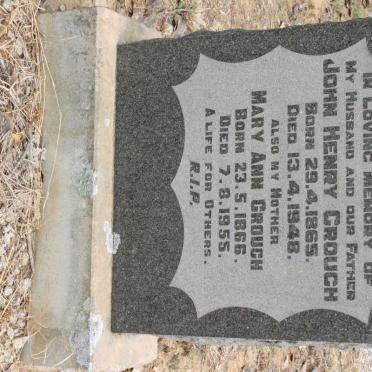 IN LOVING MEMORY OF
MY HUSBAND AND OUR FATHER
JOHN HENRY CROUCH
BORN 29.4.1865.
DIED 13.4.1948.
ALSO MY MOTHER
MARY ANN CROUCH
BORN 23.5.1866.
DIED 7.8.1955.
A LIFE FOR OTHERS.
R.I.P.